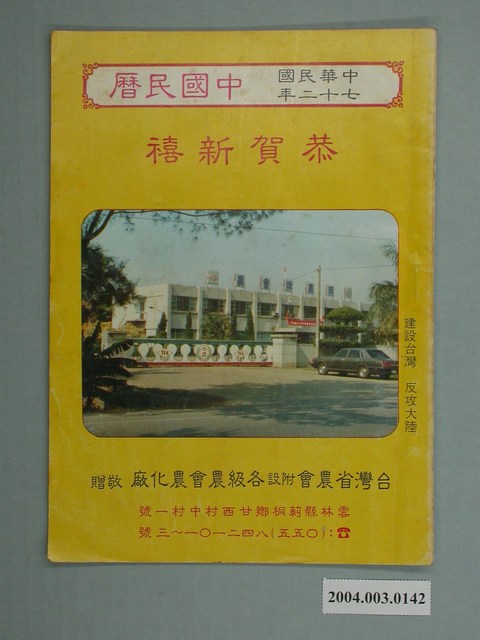 中華民國
七十二年
中國民曆
恭賀新禧
建設台灣 反攻大陸
台灣省農會附設各級農會農化廠 敬贈
雲林縣莿桐鄉甘西村中村一號
☎:(〇五五)八四二一〇一~三號
2004.003.0142